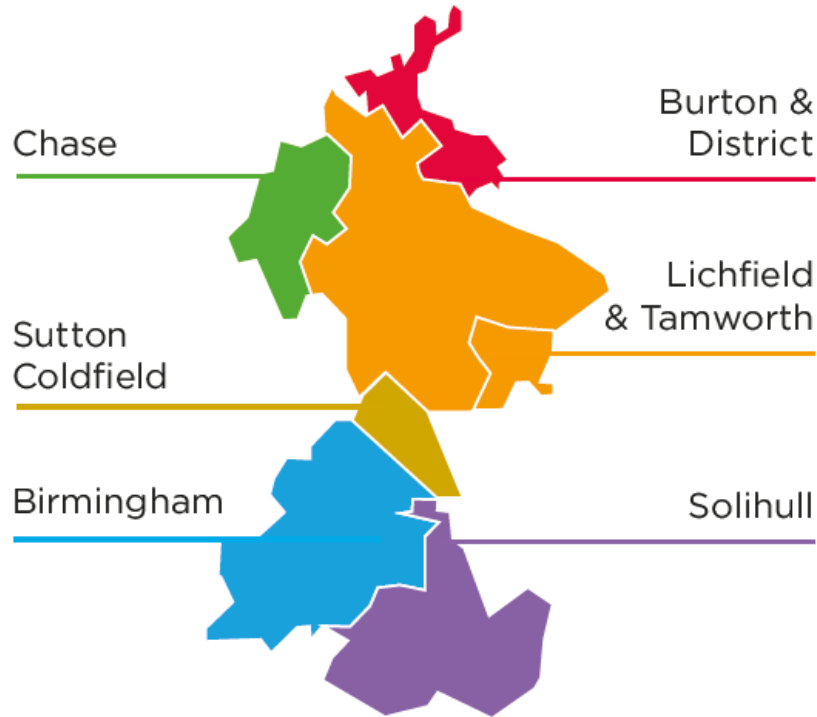 Chase
Burton &
District
Lichfield
& Tamworth
Sutton
Coldfield
Birmingham
Solihull